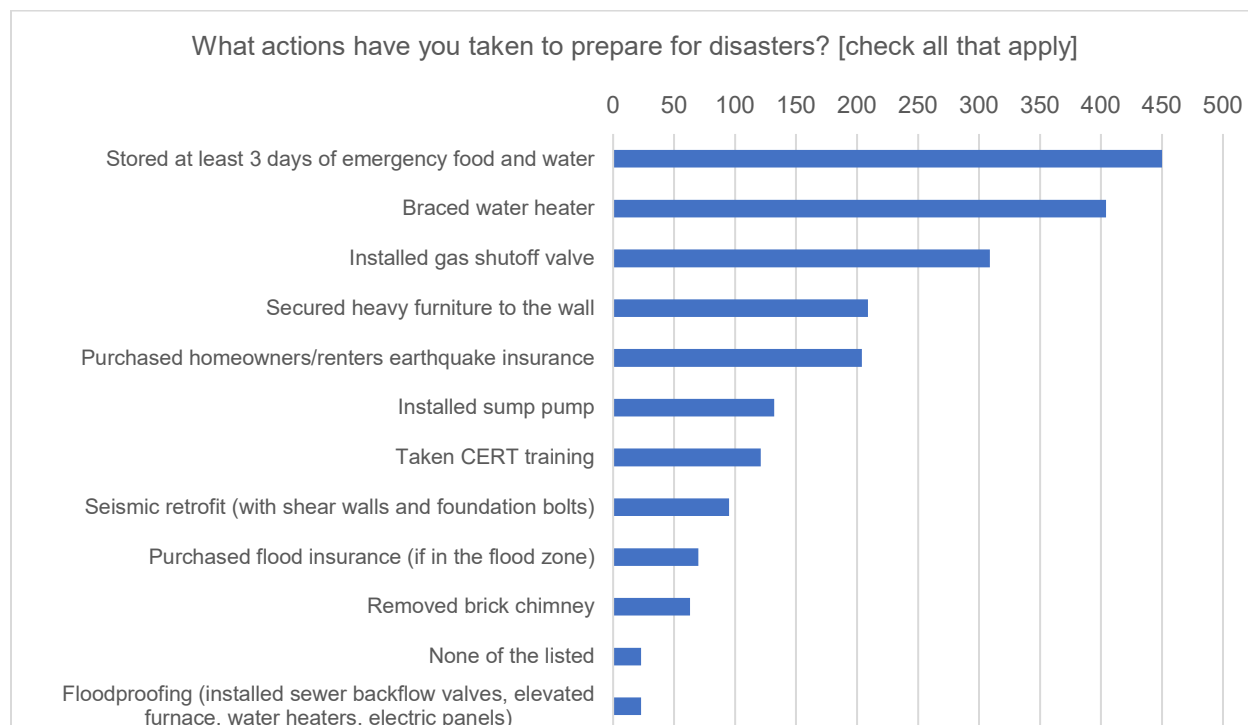 What actions have you taken to prepare for disasters? [check all that apply]
0 50 100 150 200 250 300 350 400 450 500
Stored at least 3 days of emergency food and water
Braced water heater
Installed gas shutoff valve
Secured heavy furniture to the wall
Purchased homeowners/renters earthquake insurance
Installed sump pump
Taken CERT training
Seismic retrofit (with shear walls and foundation bolts)
Purchased flood insurance (if in the flood zone)
Removed brick chimney
None of the listed
Floodproofing (installed sewer backflow valves, elevated
furnace, water heaters, electric panels)